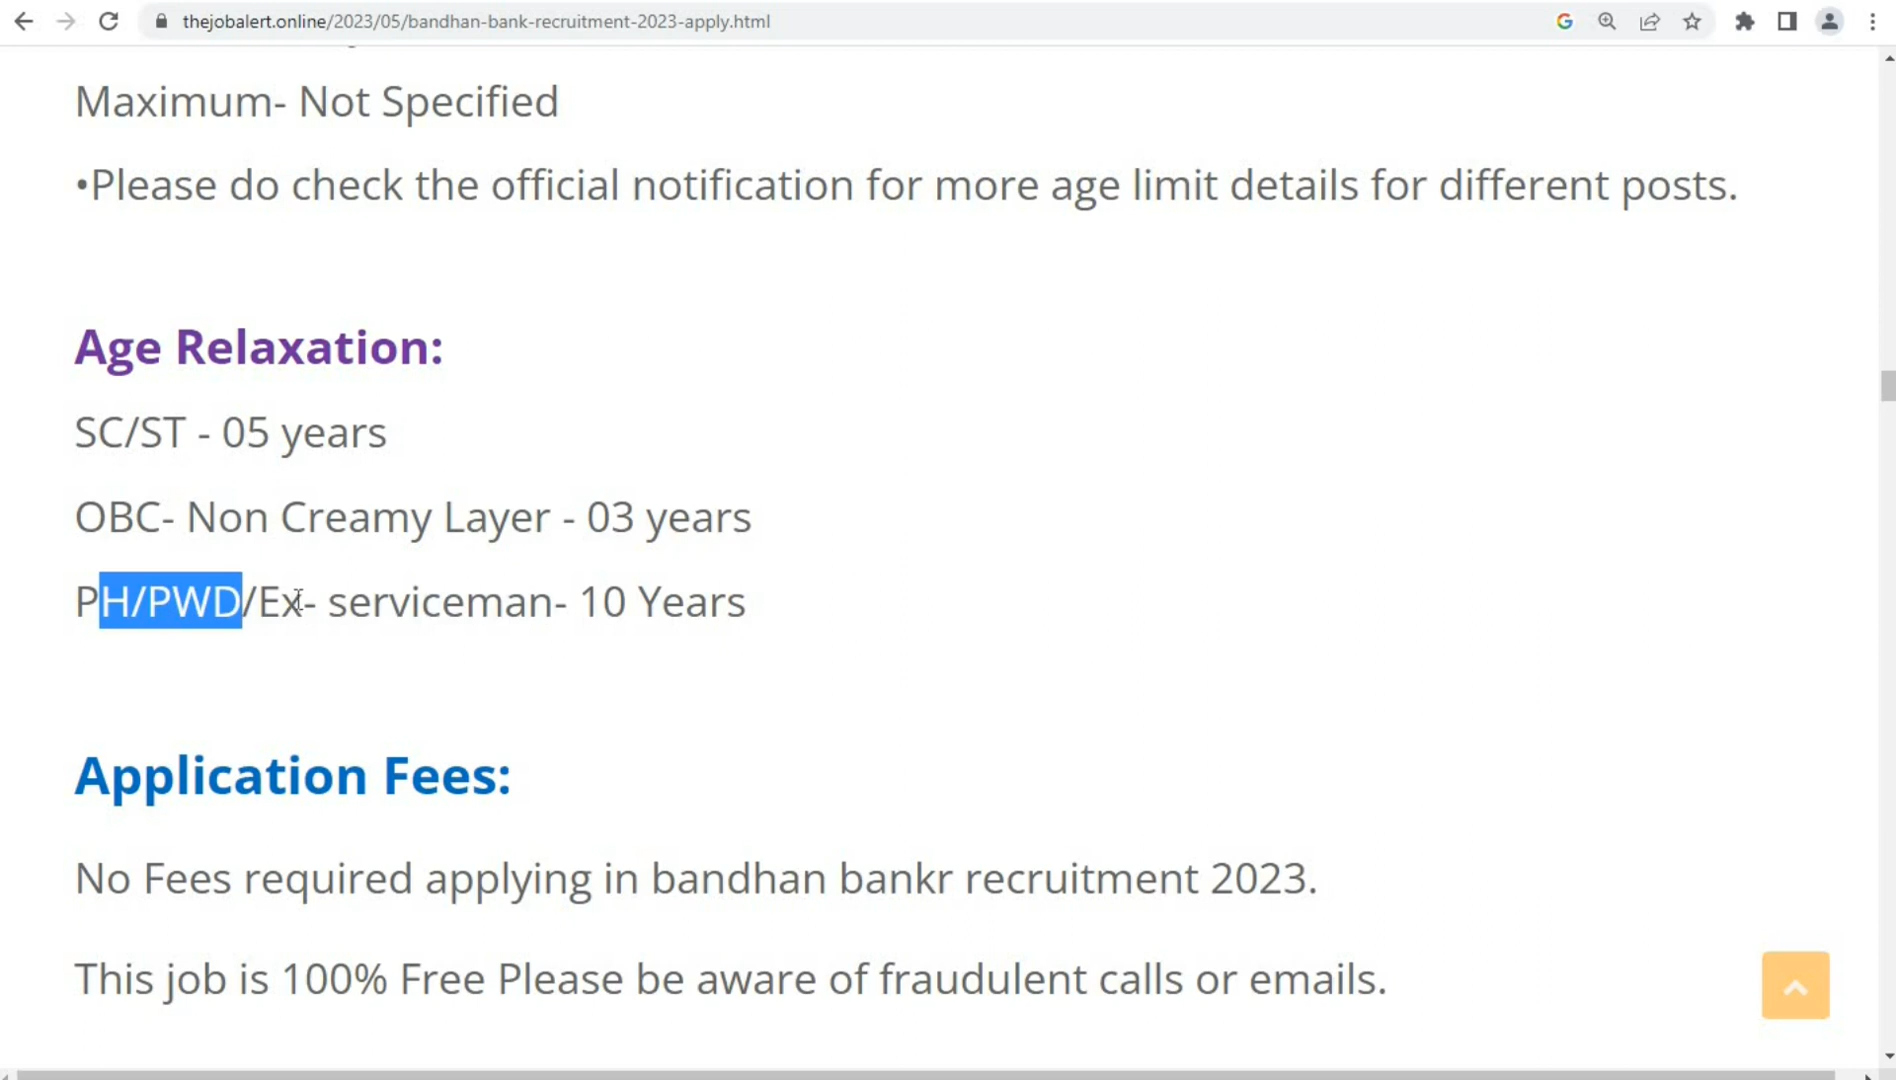 thejobalert.online/2023/05/bandhan-bank-recruitment-2023-apply.html
Maximum- Not Specified
•Please do check the official notification for more age limit details for different posts.
Age Relaxation:
SC/ST - 05 years
OBC- Non Creamy Layer - 03 years
PH/PWD/Ex- serviceman- 10 Years
Application Fees:
No Fees required applying in bandhan bankr recruitment 2023.
This job is 100% Free Please be aware of fraudulent calls or emails.